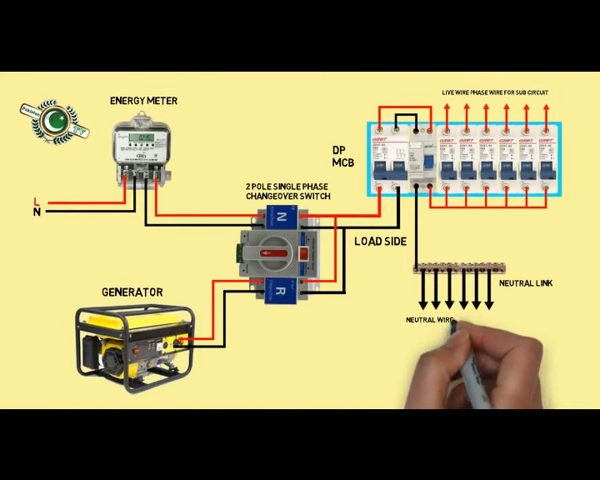 ENERGY METER
LIVE WIRE PHASE WIRE FOR SUB CIRCUIT
DP
MCB
L
N
2 POLE SINGLE PHASE
CHANGEOVER SWITCH
N
LOAD SIDE
R
GENERATOR
NEUTRAL LINK
NEUTRAL WIRE